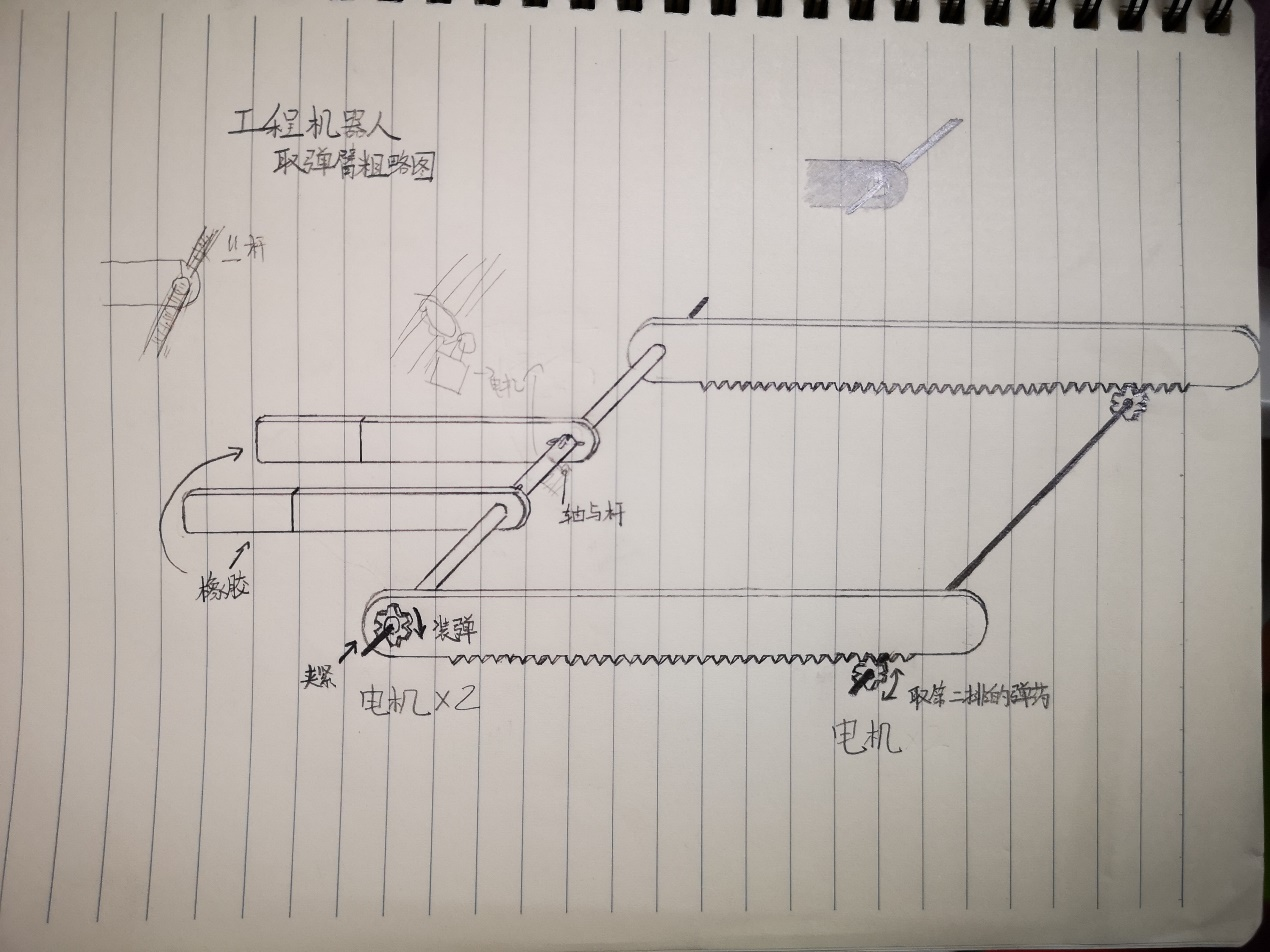 工程机器人
取弹臂粗略图
丝杆
电机
轴与杆
橡胶
装弹
夹紧
电机×2
取第二排的弹药
电机